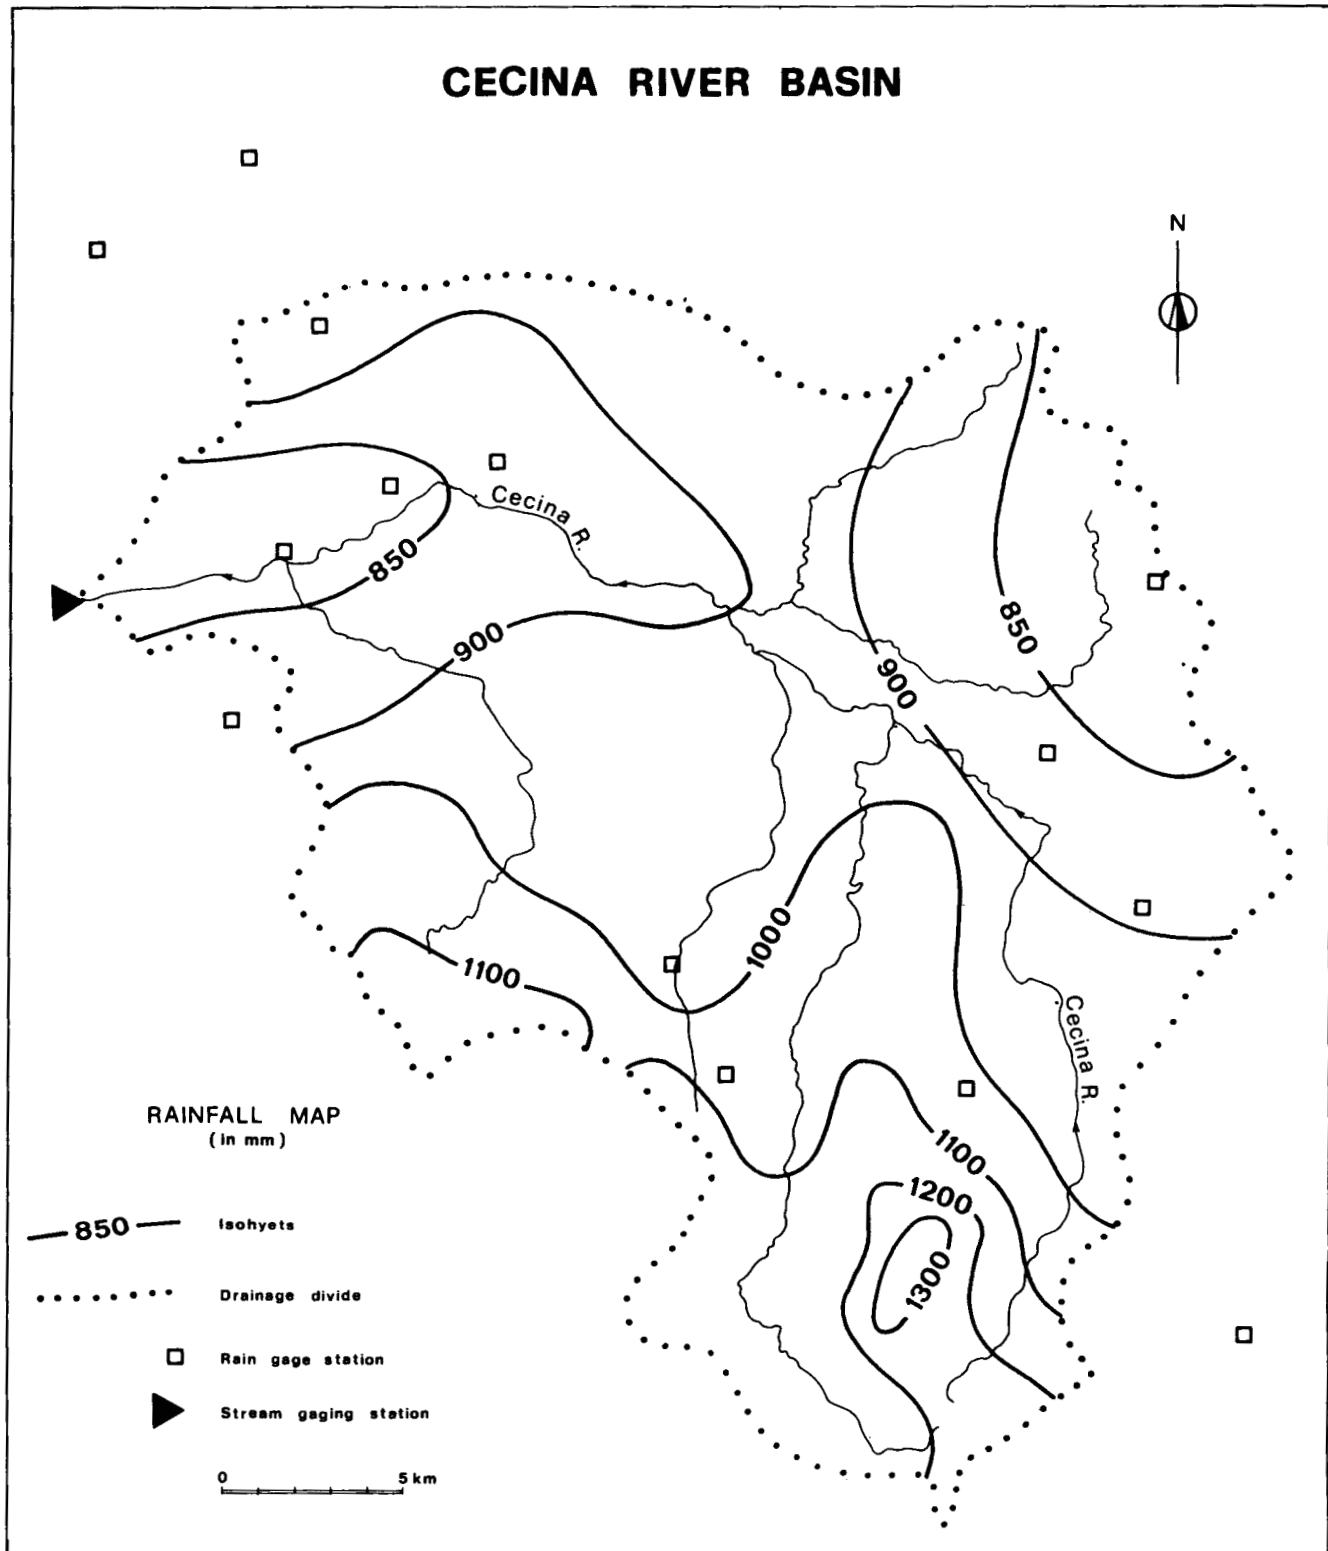 CECINA RIVER BASIN
N
Cecina R.
850
900
850
900
1000
1100
Cecina R.
1100
1200
1300
RAINFALL MAP
(in mm)
850 Isohyets
Drainage divide
Rain gage station
Stream gaging station
0 5 km